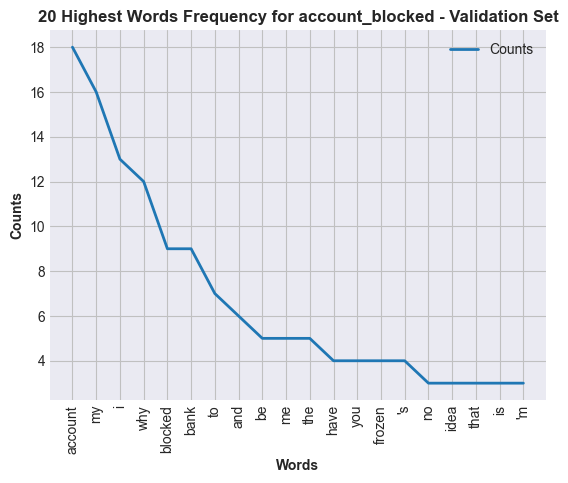 20 Highest Words Frequency for account_blocked - Validation Set
Counts
18
16
14
12
10
8
6
4
Counts
account
my
i
why
blocked
bank
to
and
be
me
the
have
you
frozen
's
no
idea
that
is
'm
Words